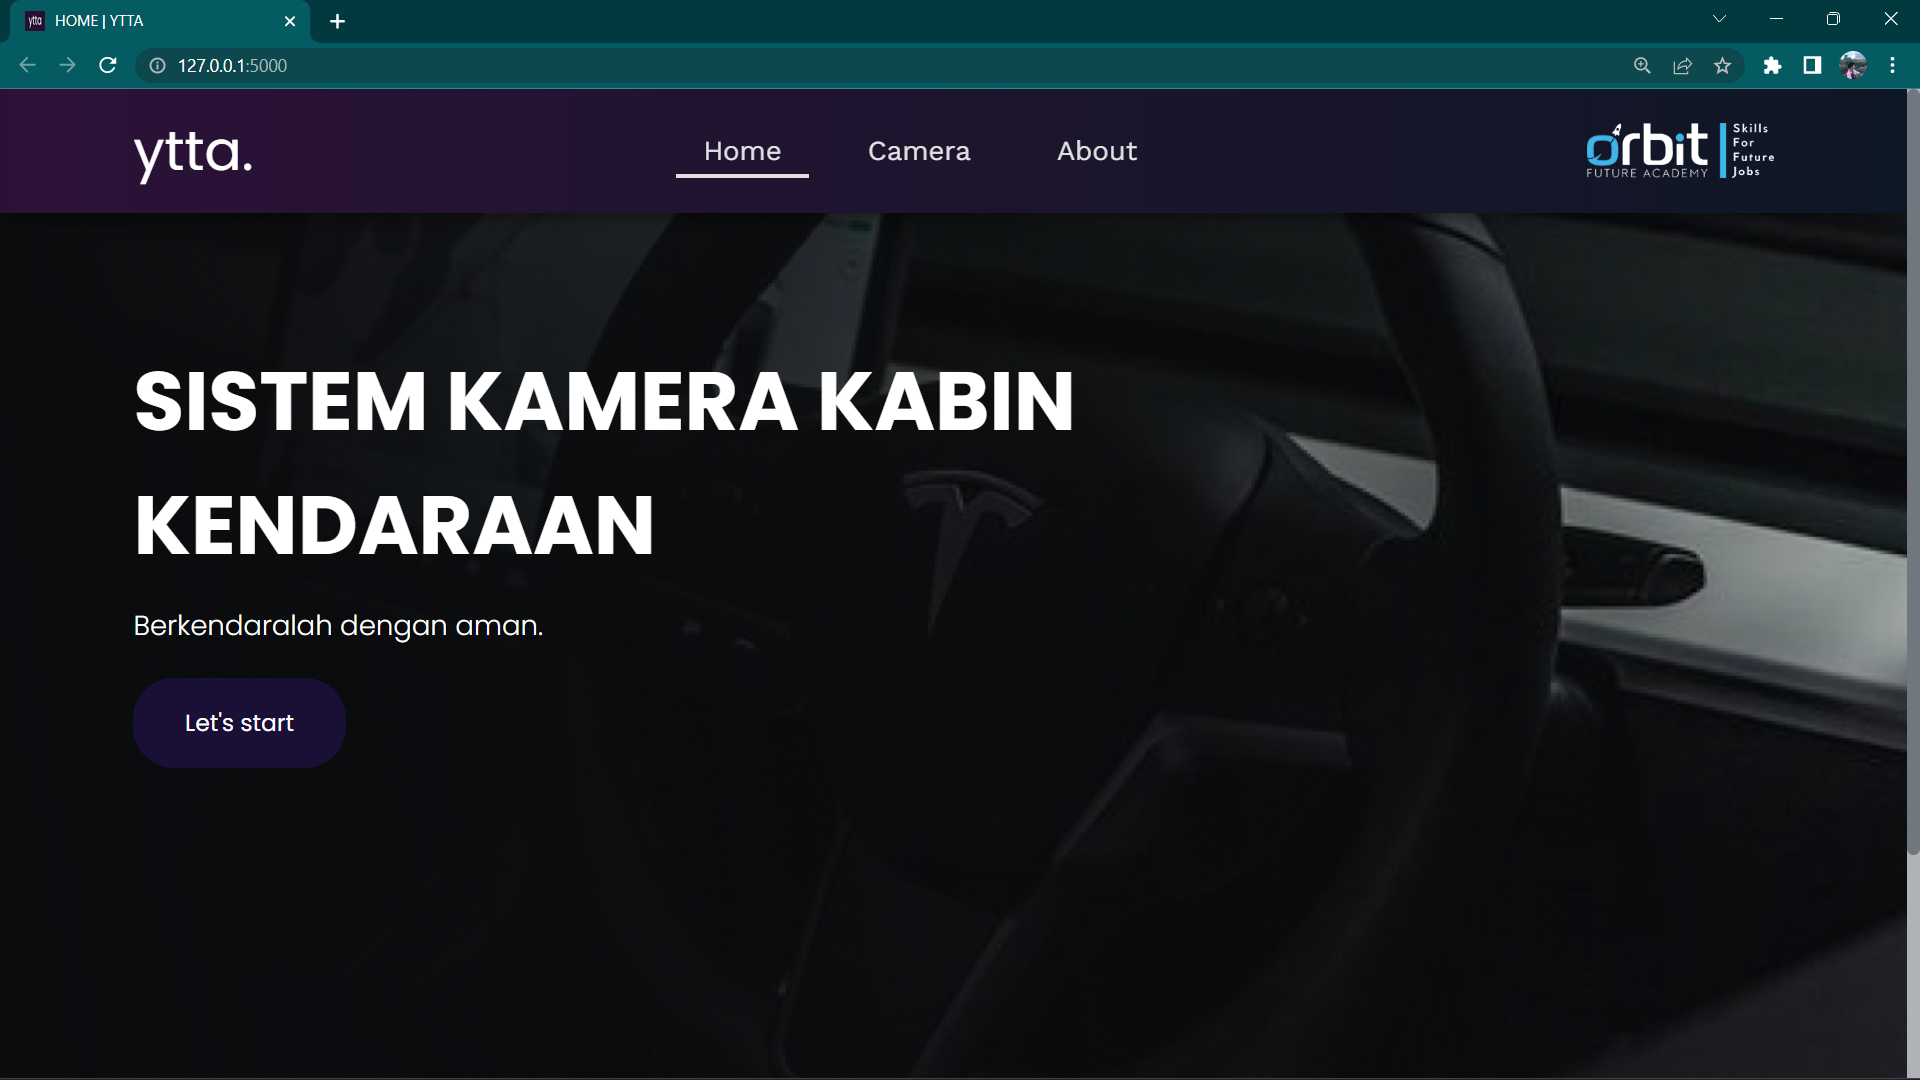 ytta
HOME | YTTA
127.0.0.1:5000
ytta.
Home
Camera
About
orbit
FUTURE ACADEMY
Skills
For
Future
Jobs
SISTEM KAMERA KABIN
KENDARAAN
Berkendaralah dengan aman.
Let's start